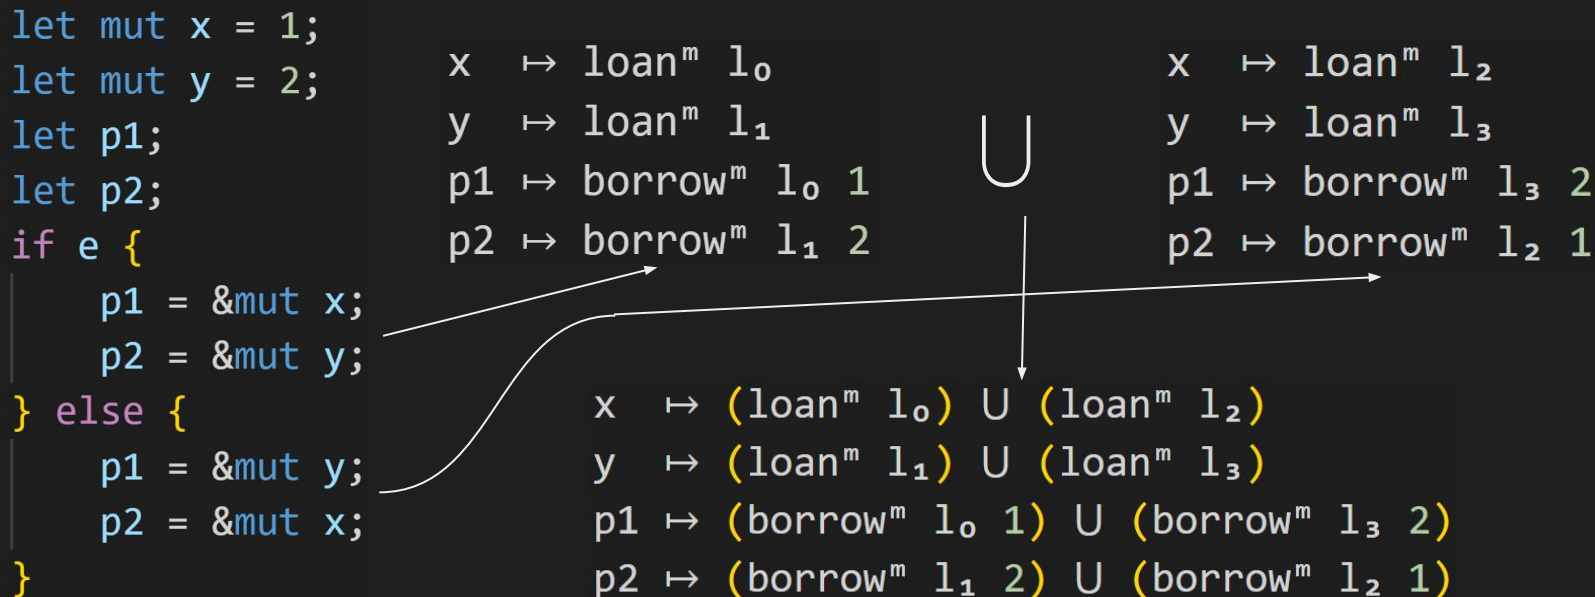 let mut x = 1;
let mut y = 2;
let p1;
let p2;
if e {
    p1 = &mut x;
    p2 = &mut y;
} else {
    p1 = &mut y;
    p2 = &mut x;
}
x ↦ loanᵐ l₀
y ↦ loanᵐ l₁
p1 ↦ borrowᵐ l₀ 1
p2 ↦ borrowᵐ l₁ 2
⋃
x ↦ loanᵐ l₂
y ↦ loanᵐ l₃
p1 ↦ borrowᵐ l₃ 2
p2 ↦ borrowᵐ l₂ 1
x ↦ (loanᵐ l₀) ⋃ (loanᵐ l₂)
y ↦ (loanᵐ l₁) ⋃ (loanᵐ l₃)
p1 ↦ (borrowᵐ l₀ 1) ⋃ (borrowᵐ l₃ 2)
p2 ↦ (borrowᵐ l₁ 2) ⋃ (borrowᵐ l₂ 1)